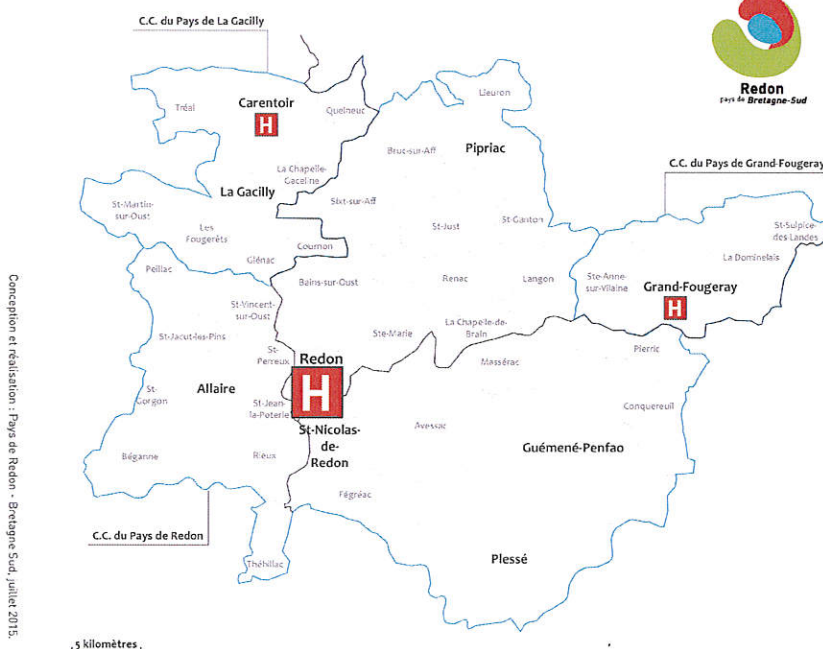 C.C. du Pays de La Gacilly
Redon
pays de Bretagne-Sud
Lieuron
Tréal
Carentoir
H
Quelneuc
Bruc-sur-Aff
Pipriac
C.C. du Pays de Grand-Fougeray
La Chapelle-
Gaceline
La Gacilly
Sixt-sur-Aff
St-Martin-
sur-Oust
St-Just
St-Ganton
St-Sulpice-
des-Landes
Les
Fougerêts
Cournon
La Dominelais
Glénac
Peillac
Bains-sur-Oust
Renac
Langon
Ste-Anne-
sur-Vilaine
Grand-Fougeray
H
St-Vincent-
sur-Oust
St-Jacut-les-Pins
Ste-Marie
La Chapelle-de-
Brain
St-
Perreux
Redon
H
Massérac
Pierric
St-
Gorgon
Allaire
St-Jean-
la-Poterie
Conquereuil
St-Nicolas-
de-
Redon
Avessac
Guémené-Penfao
Béganne
Rieux
Fégréac
C.C. du Pays de Redon
Théhillac
Plessé
5 kilomètres
Conception et réalisation : Pays de Redon - Bretagne Sud, juillet 2015.